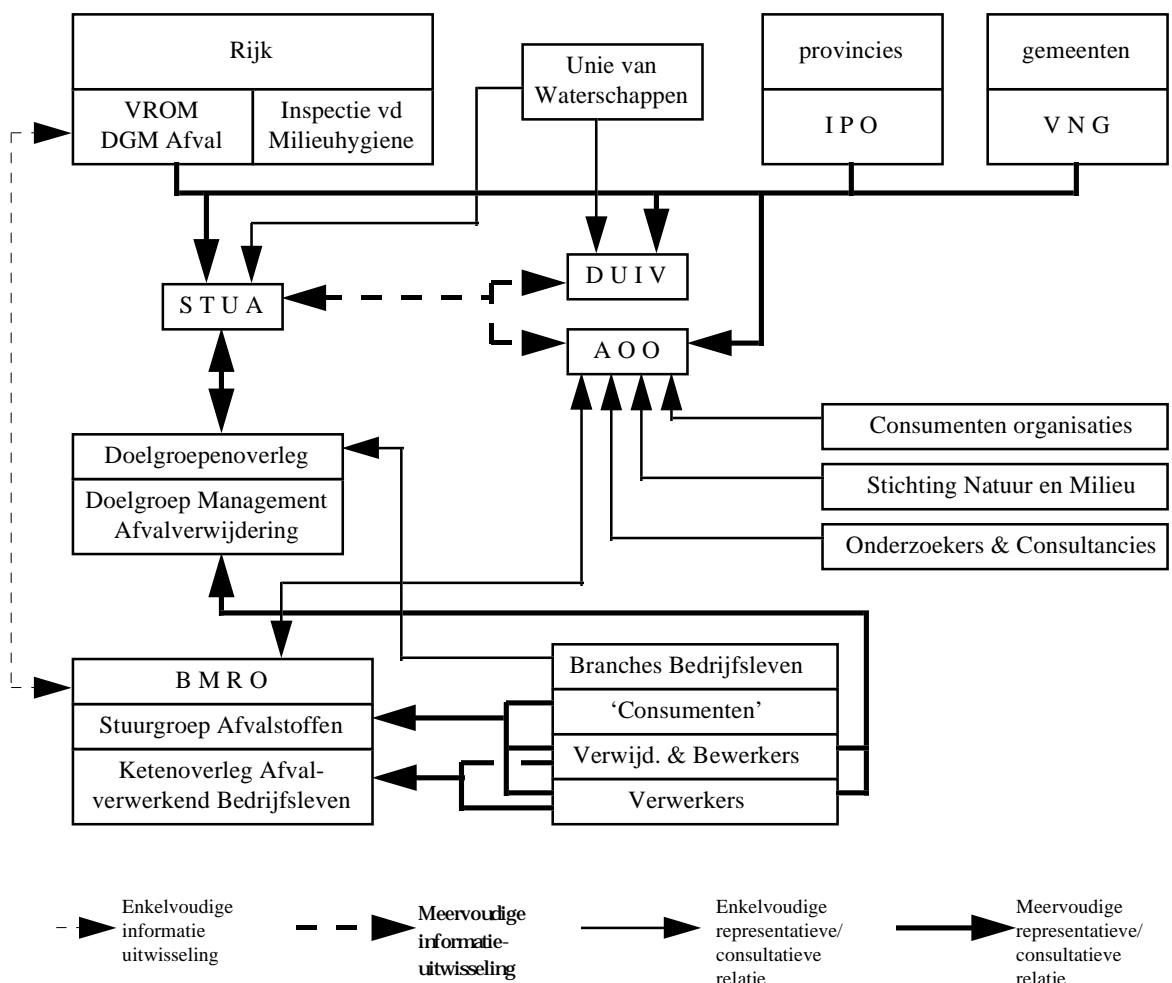 Rijk
VROM
DGM Afval
Inspectie vd
Milieuhygiene
Unie van
Waterschappen
provincies
I P O
gemeenten
V N G
S T U A
D U I V
A O O
Consumenten organisaties
Stichting Natuur en Milieu
Onderzoekers & Consultancies
Doelgroepenoverleg
Doelgroep Management
Afvalverwijdering
B M R O
Stuurgroep Afvalstoffen
Ketenoverleg Afval-
verwerkend Bedrijfsleven
Branches Bedrijfsleven
‘Consumenten’
Verwijd. & Bewerkers
Verwerkers
Enkelvoudige
informatie
uitwisseling
Meervoudige
informatie-
uitwisseling
Enkelvoudige
representatieve/
consultatieve
relatie
Meervoudige
representatieve/
consultatieve
relatie